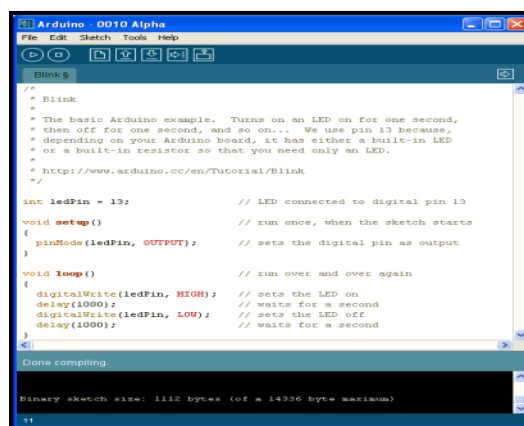 Arduino - 0010 Alpha
File Edit Sketch Tools Help
Blink §
/*
 * Blink
 *
 * The basic Arduino example.  Turns on an LED on for one second,
 * then off for one second, and so on...  We use pin 13 because,
 * depending on your Arduino board, it has either a built-in LED
 * or a built-in resistor so that you need only an LED.
 *
 * http://www.arduino.cc/en/Tutorial/Blink
 */
int ledPin = 13;                // LED connected to digital pin 13
void setup()                    // run once, when the sketch starts
{
  pinMode(ledPin, OUTPUT);      // sets the digital pin as output
}
void loop()                     // run over and over again
{
  digitalWrite(ledPin, HIGH);   // sets the LED on
  delay(1000);                  // waits for a second
  digitalWrite(ledPin, LOW);    // sets the LED off
  delay(1000);                  // waits for a second
}
Done compiling.
Binary sketch size: 1112 bytes (of a 14336 byte maximum)
11